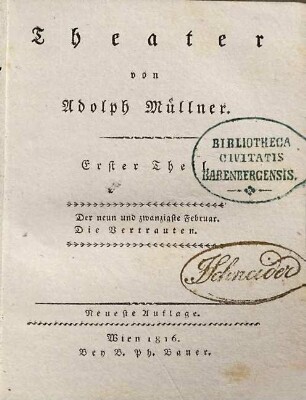 Theater
von
Adolph Müllner.
Erster Thei
BIBLIOTHECA
CIVITATIS
HARENBERGENSIS.
Der neun und zwanzigste Februar.
Die Vertrauten.
Schneider
Neueste Auflage.
Wien 1816.
Bey B. Ph. Bauer.